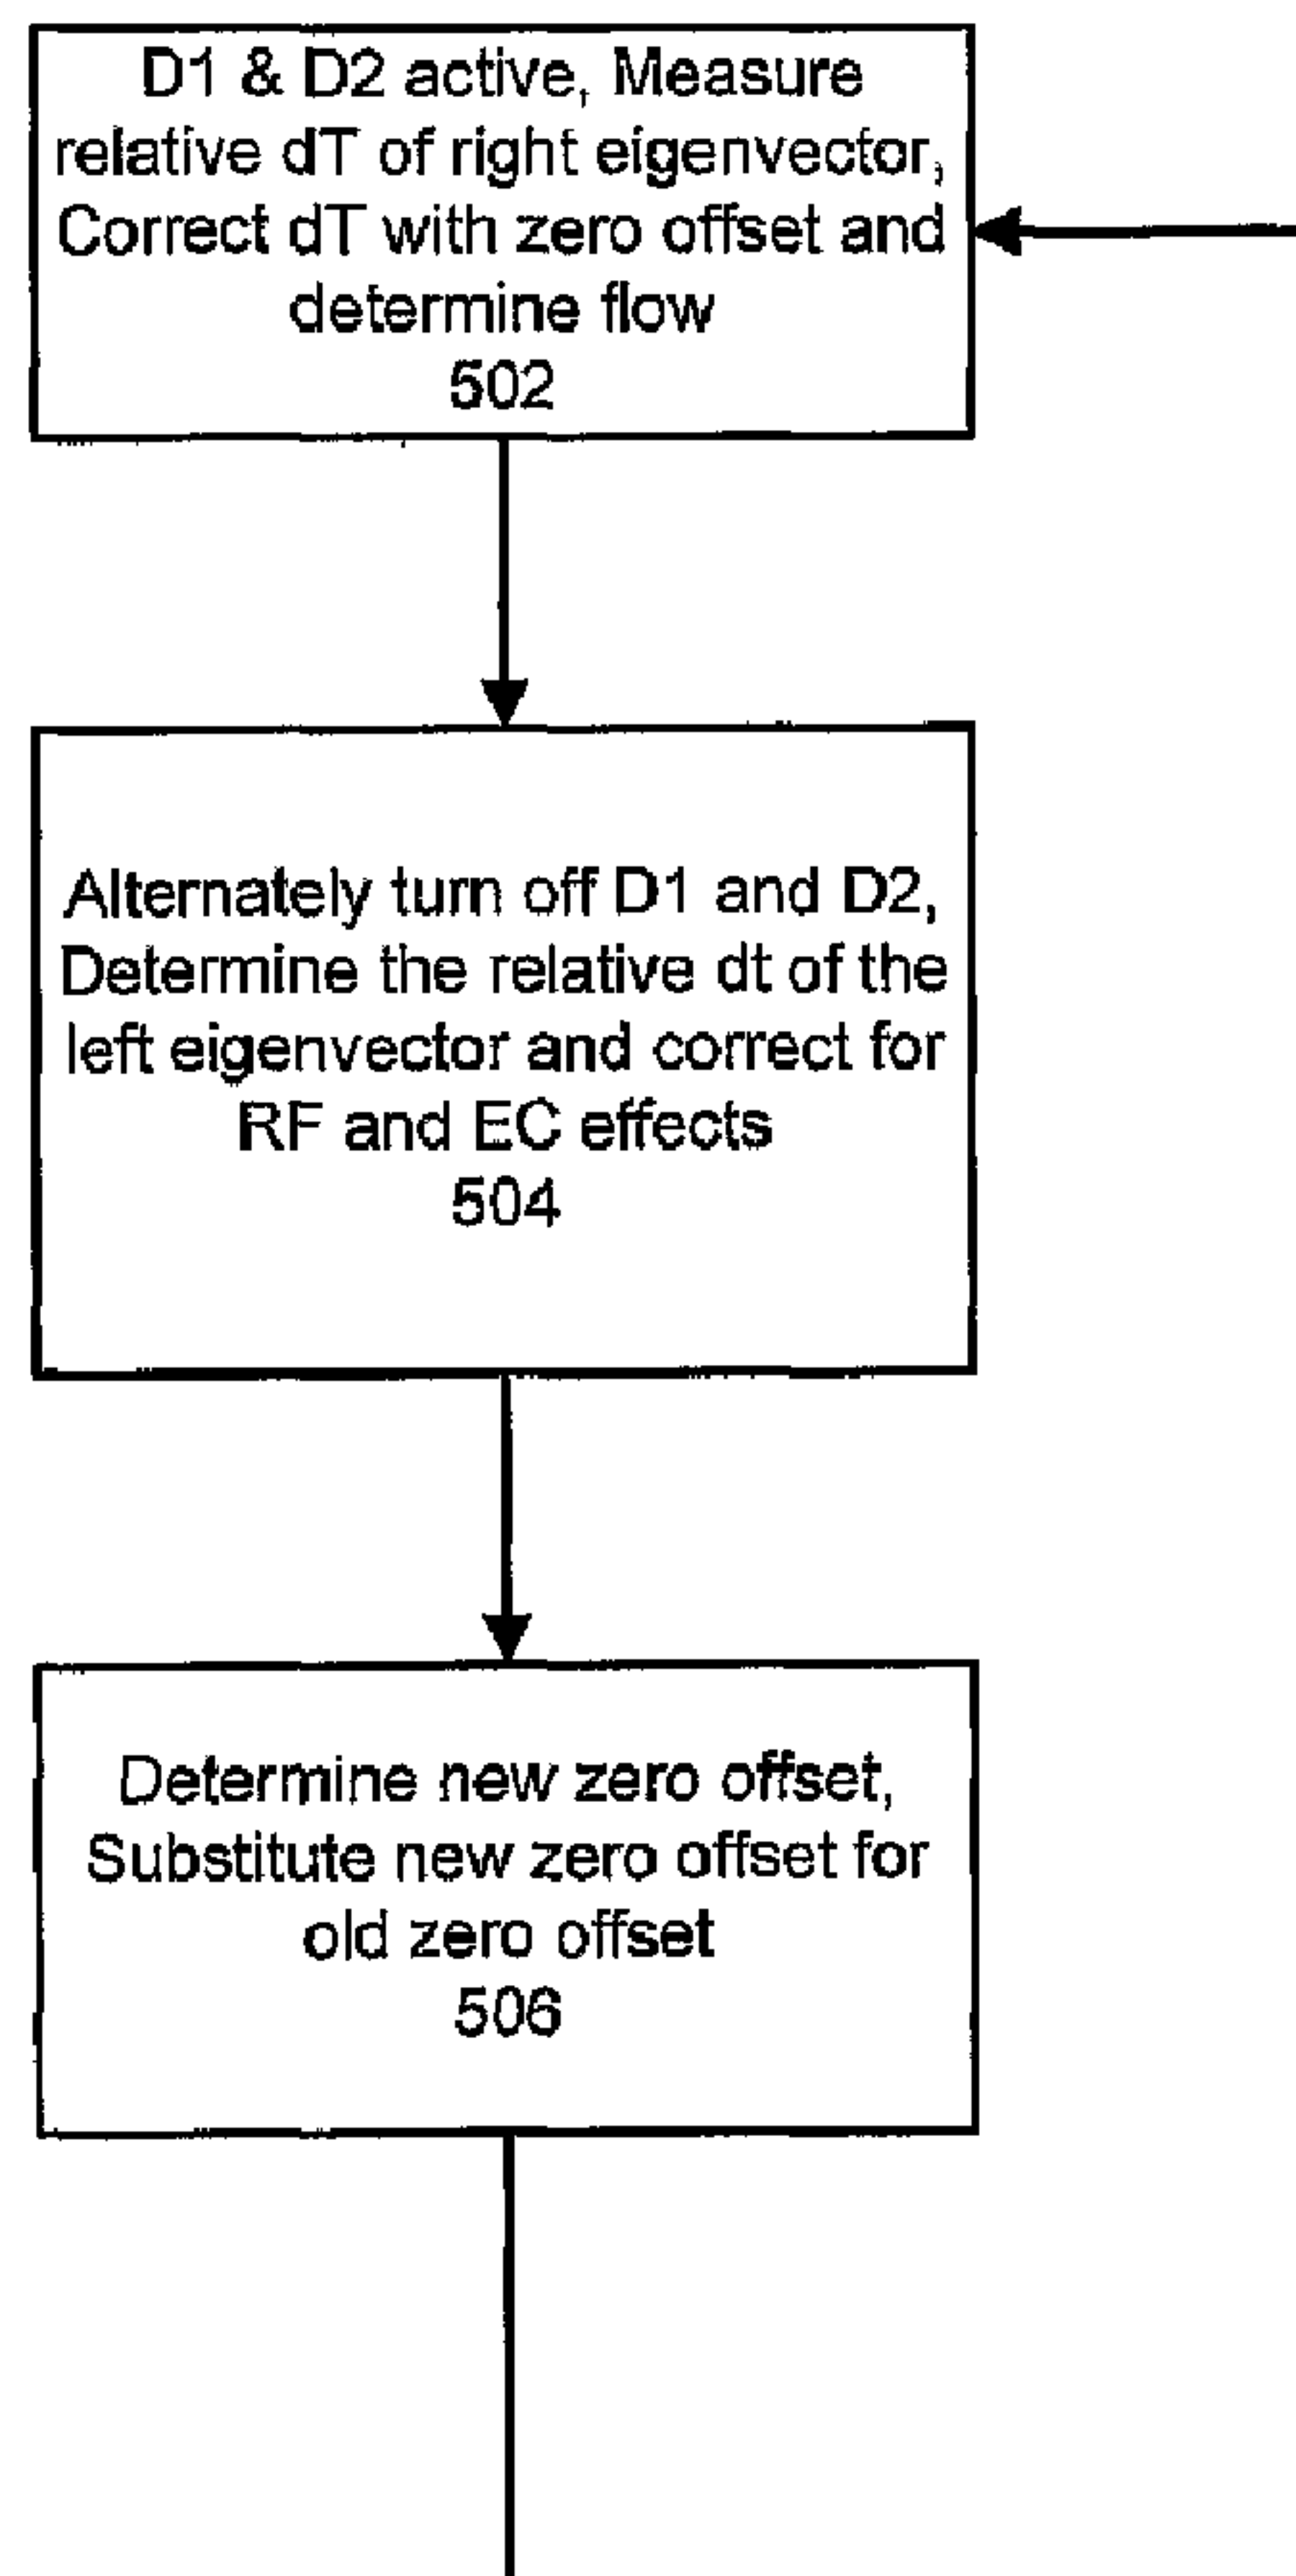 D1 & D2 active, Measure
relative dT of right eigenvector,
Correct dT with zero offset and
determine flow
502
Alternately turn off D1 and D2,
Determine the relative dt of the
left eigenvector and correct for
RF and EC effects
504
Determine new zero offset,
Substitute new zero offset for
old zero offset
506